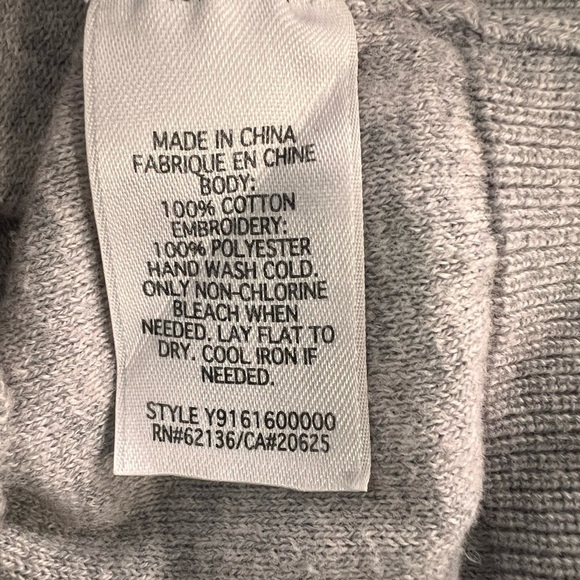 MADE IN CHINA
FABRIQUE EN CHINE
BODY:
100% COTTON
EMBROIDERY:
100% POLYESTER
HAND WASH COLD.
ONLY NON-CHLORINE
BLEACH WHEN
NEEDED. LAY FLAT TO
DRY. COOL IRON IF
NEEDED.
STYLE Y9161600000
RN#62136/CA#20625